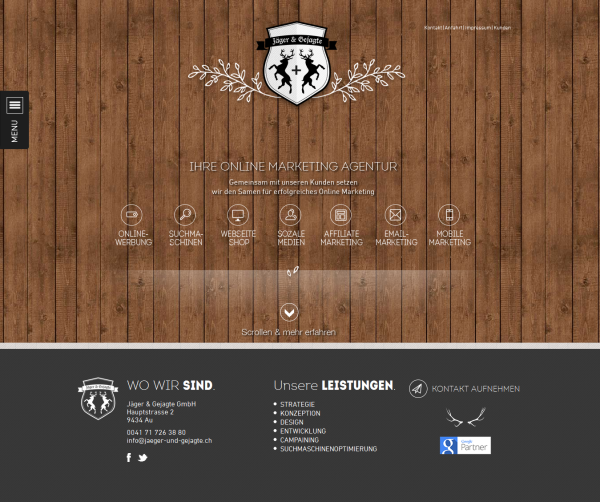 Kontakt|Anfahrt|Impressum|Kunden
Jäger & Gejagte
MENU
IHRE ONLINE MARKETING AGENTUR
Gemeinsam mit unseren Kunden setzen
wir den Samen für erfolgreiches Online Marketing
ONLINE-
WERBUNG
SUCHMA-
SCHINEN
WEBSEITE
SHOP
SOZALE
MEDIEN
AFFILIATE
MARKETING
EMAIL-
MARKETING
MOBILE
MARKETING
Scrollen & mehr erfahren
Jäger & Gejagte
WO WIR SIND.
Jäger & Gejagte GmbH
Hauptstrasse 2
9434 Au
0041 71 726 38 80
info@jaeger-und-gejagte.ch
Unsere LEISTUNGEN.
STRATEGIE
KONZEPTION
DESIGN
ENTWICKLUNG
CAMPAINING
SUCHMASCHINENOPTIMIERUNG
KONTAKT AUFNEHMEN
Google
Partner